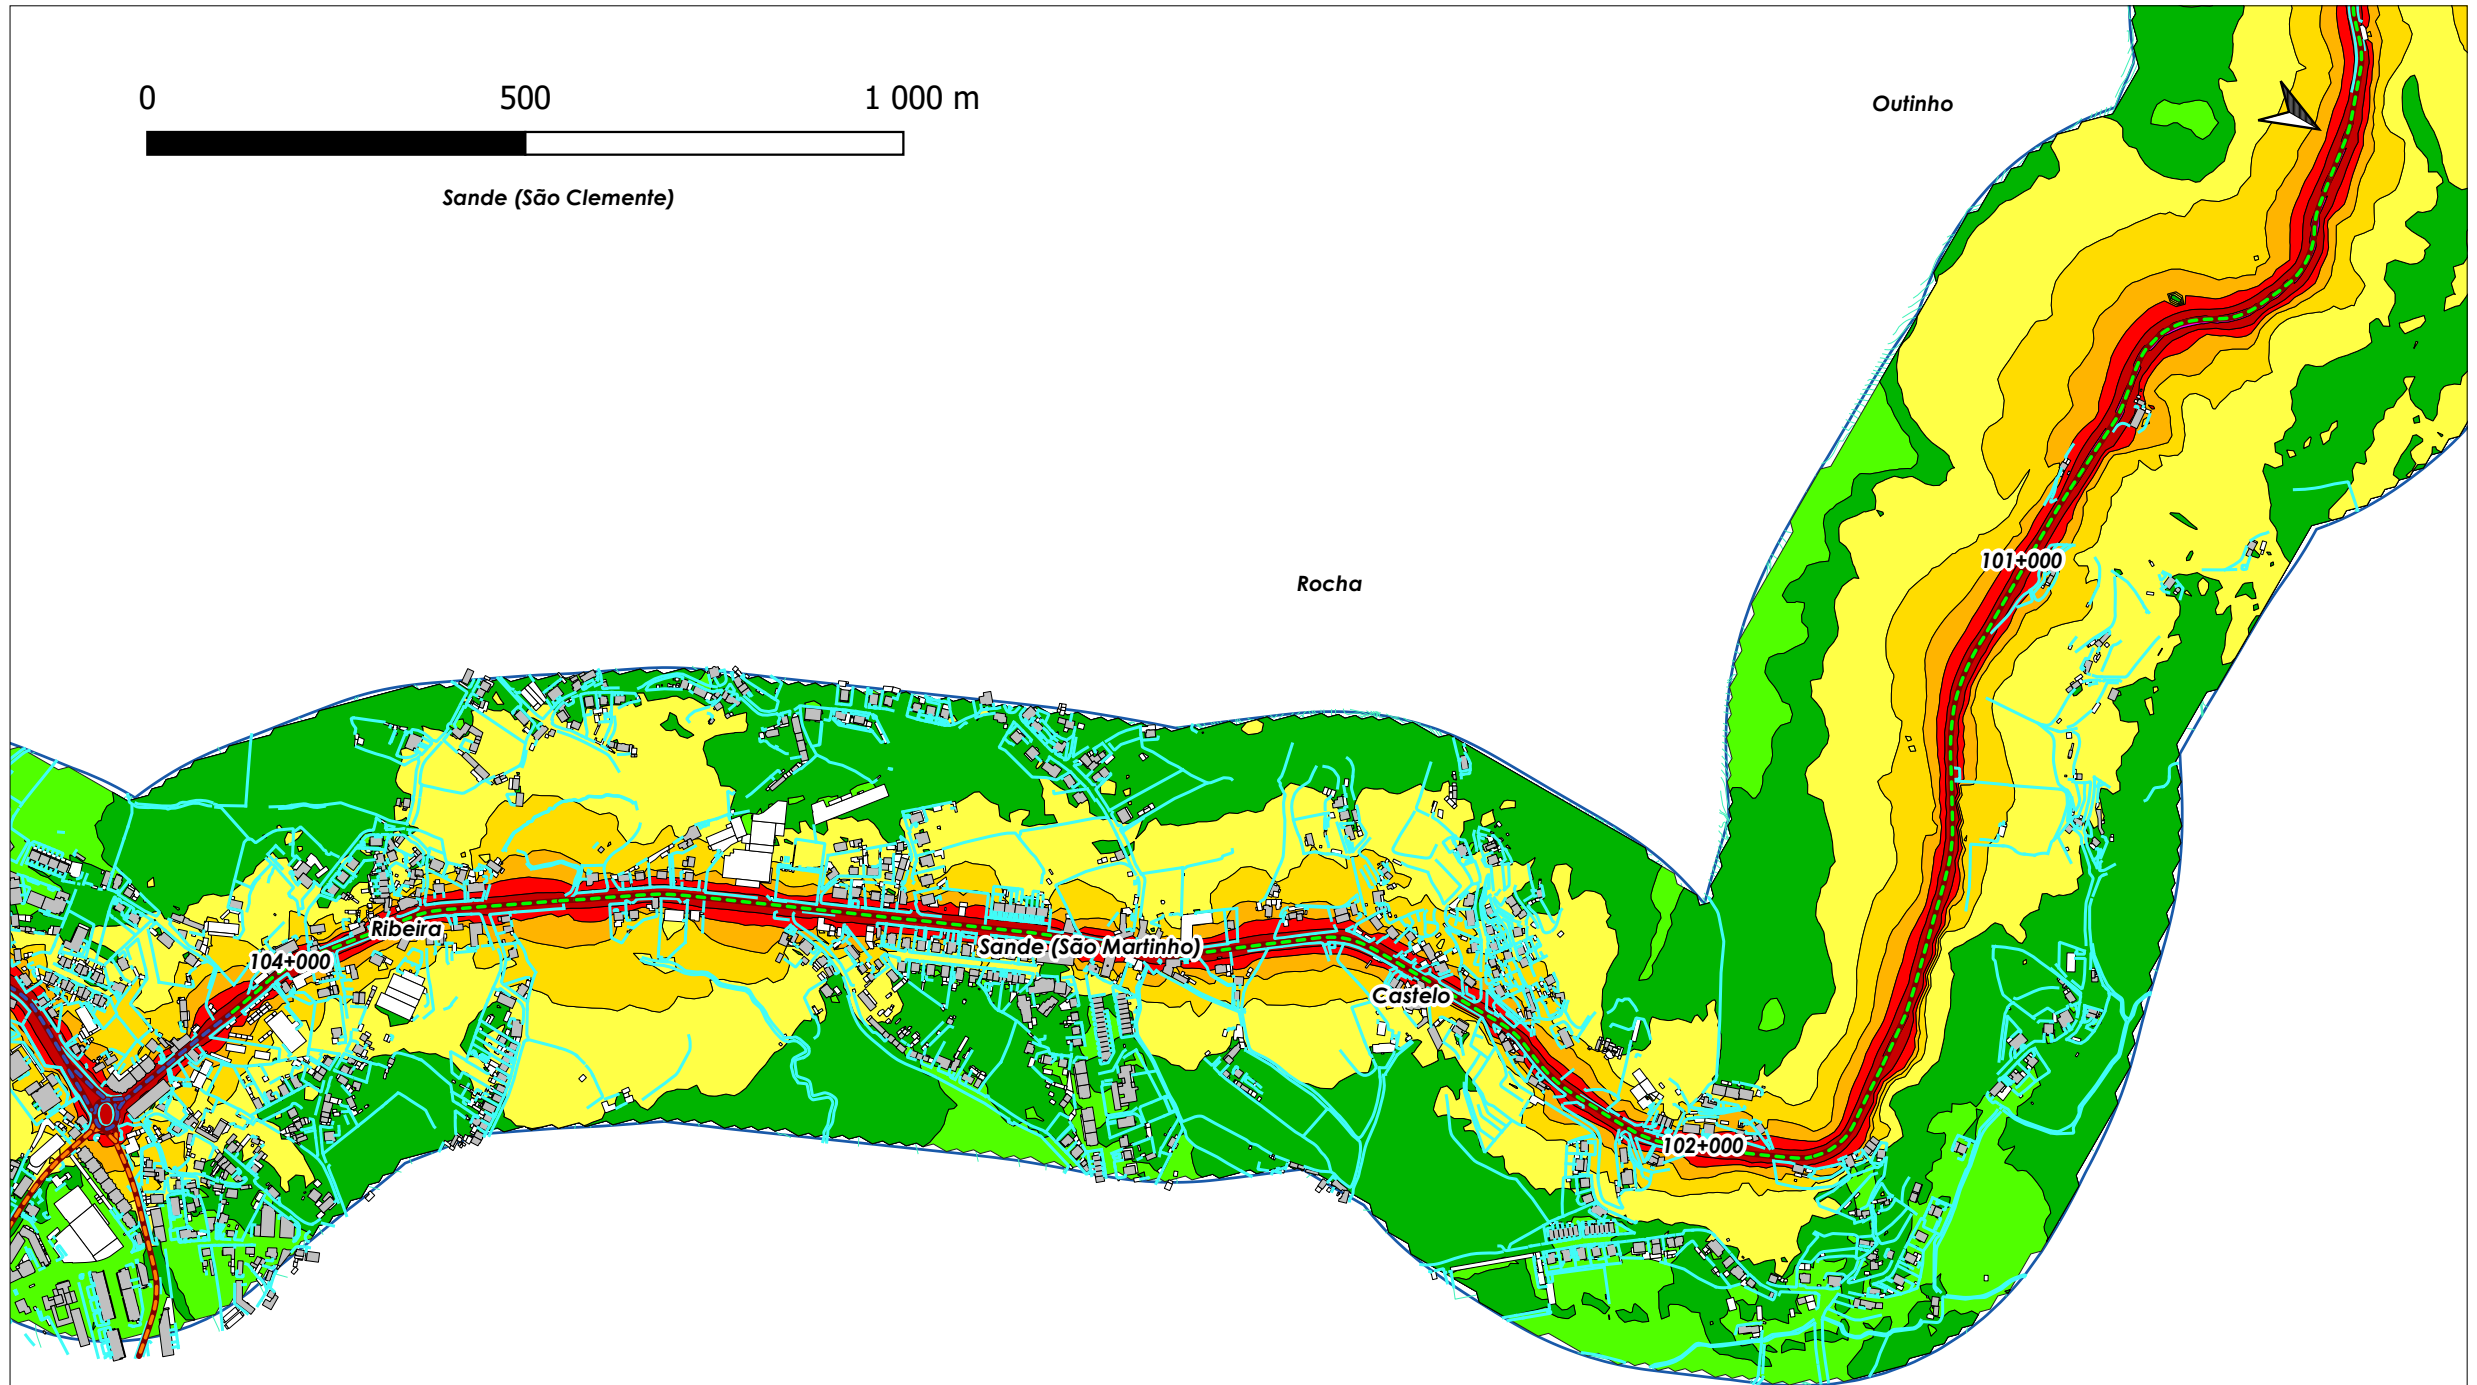 0 500 1 000 m
Outinho
Sande (São Clemente)
101+000
Rocha
Ribeira
104+000
Sande (São Martinho)
Castelo
102+000